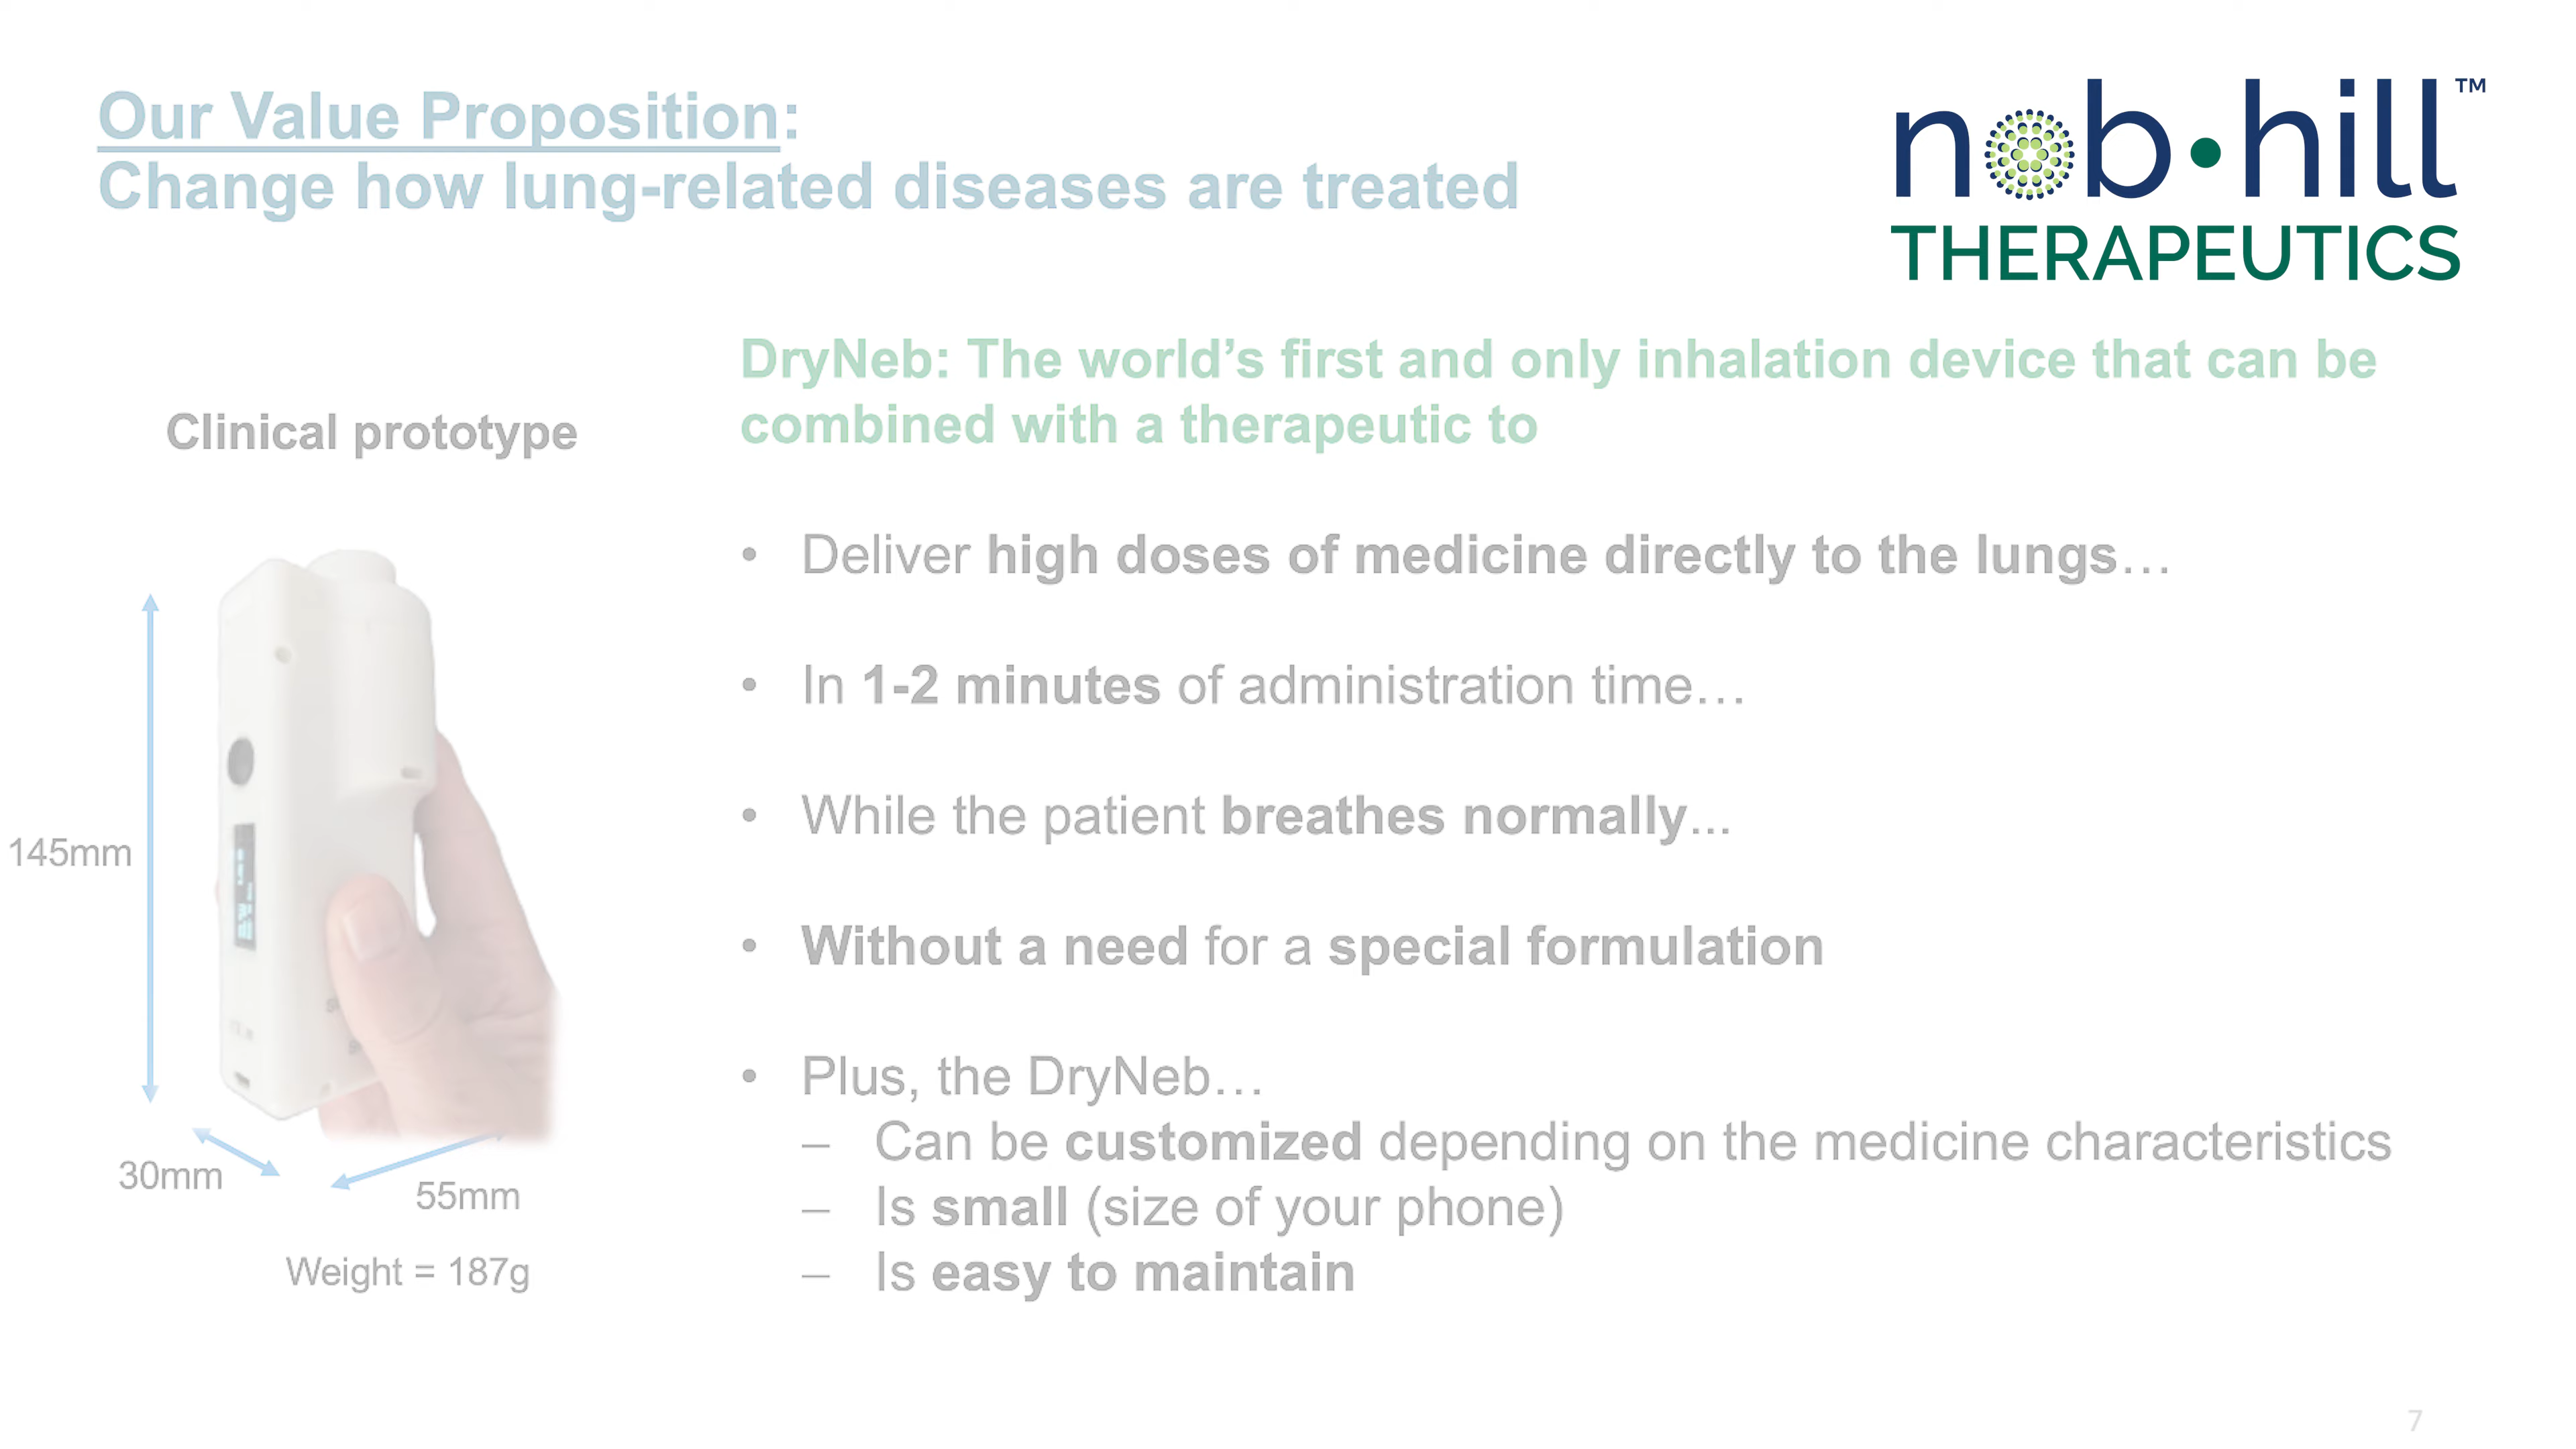 Our Value Proposition:
Change how lung-related diseases are treated
nob•hill™
THERAPEUTICS
DryNeb: The world’s first and only inhalation device that can be
combined with a therapeutic to
Clinical prototype
• Deliver high doses of medicine directly to the lungs…
• In 1-2 minutes of administration time…
• While the patient breathes normally...
• Without a need for a special formulation
• Plus, the DryNeb…
– Can be customized depending on the medicine characteristics
– Is small (size of your phone)
– Is easy to maintain
145mm
30mm
55mm
Weight = 187g
7